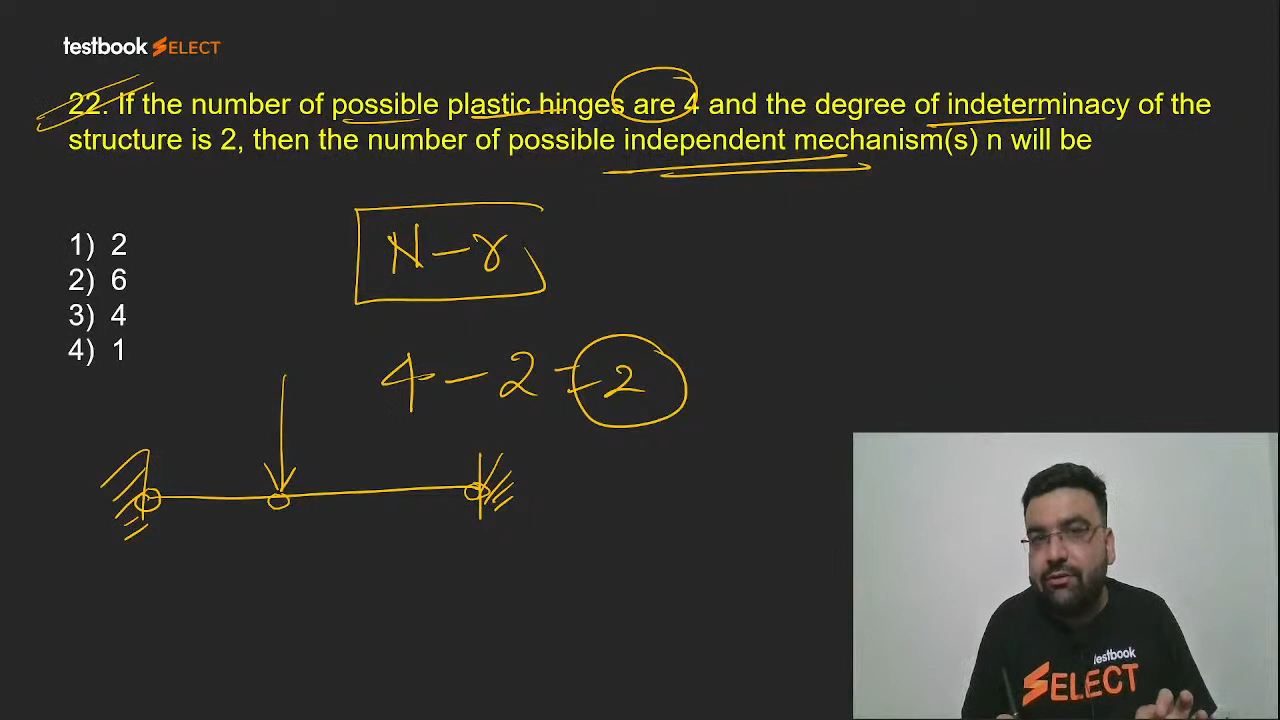 testbook SELECT
22. If the number of possible plastic hinges are 4 and the degree of indeterminacy of the
structure is 2, then the number of possible independent mechanism(s) n will be
1) 2
2) 6
3) 4
4) 1
N - r
4 - 2 = 2
testbook
SELECT